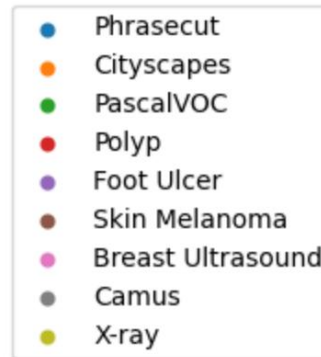 Phrasecut
Cityscapes
PascalVOC
Polyp
Foot Ulcer
Skin Melanoma
Breast Ultrasound
Camus
X-ray